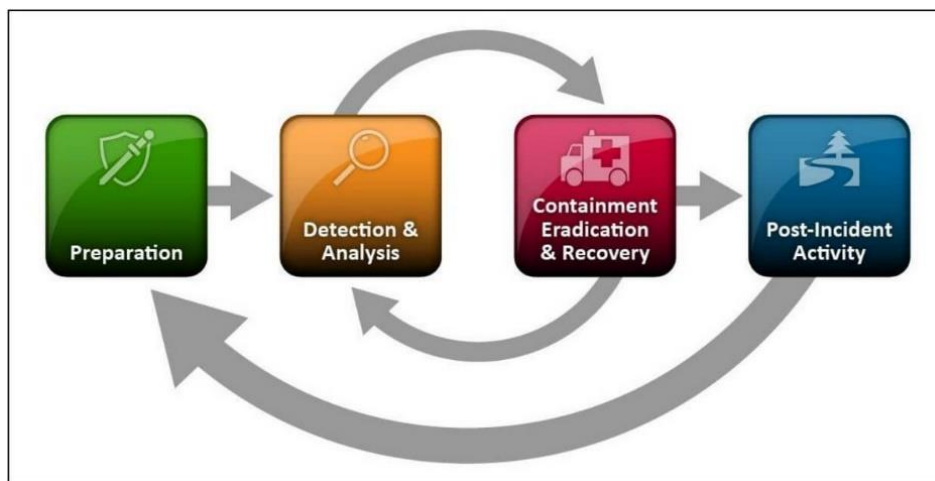 Preparation
Detection &
Analysis
Containment
Eradication
& Recovery
Post-Incident
Activity